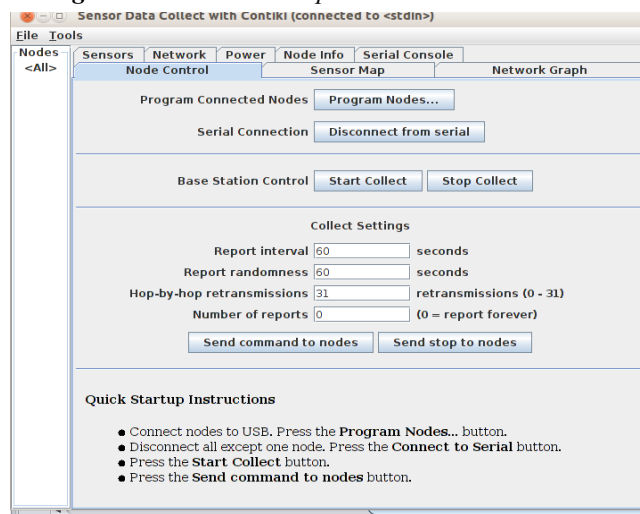 Sensor Data Collect with Contiki (connected to <stdin>)
File Tools
Nodes
<All>
Sensors Network Power Node Info Serial Console
Node Control Sensor Map Network Graph
Program Connected Nodes Program Nodes...
Serial Connection Disconnect from serial
Base Station Control Start Collect Stop Collect
Collect Settings
Report interval 60 seconds
Report randomness 60 seconds
Hop-by-hop retransmissions 31 retransmissions (0 - 31)
Number of reports 0 (0 = report forever)
Send command to nodes Send stop to nodes
Quick Startup Instructions
● Connect nodes to USB. Press the Program Nodes... button.
● Disconnect all except one node. Press the Connect to Serial button.
● Press the Start Collect button.
● Press the Send command to nodes button.